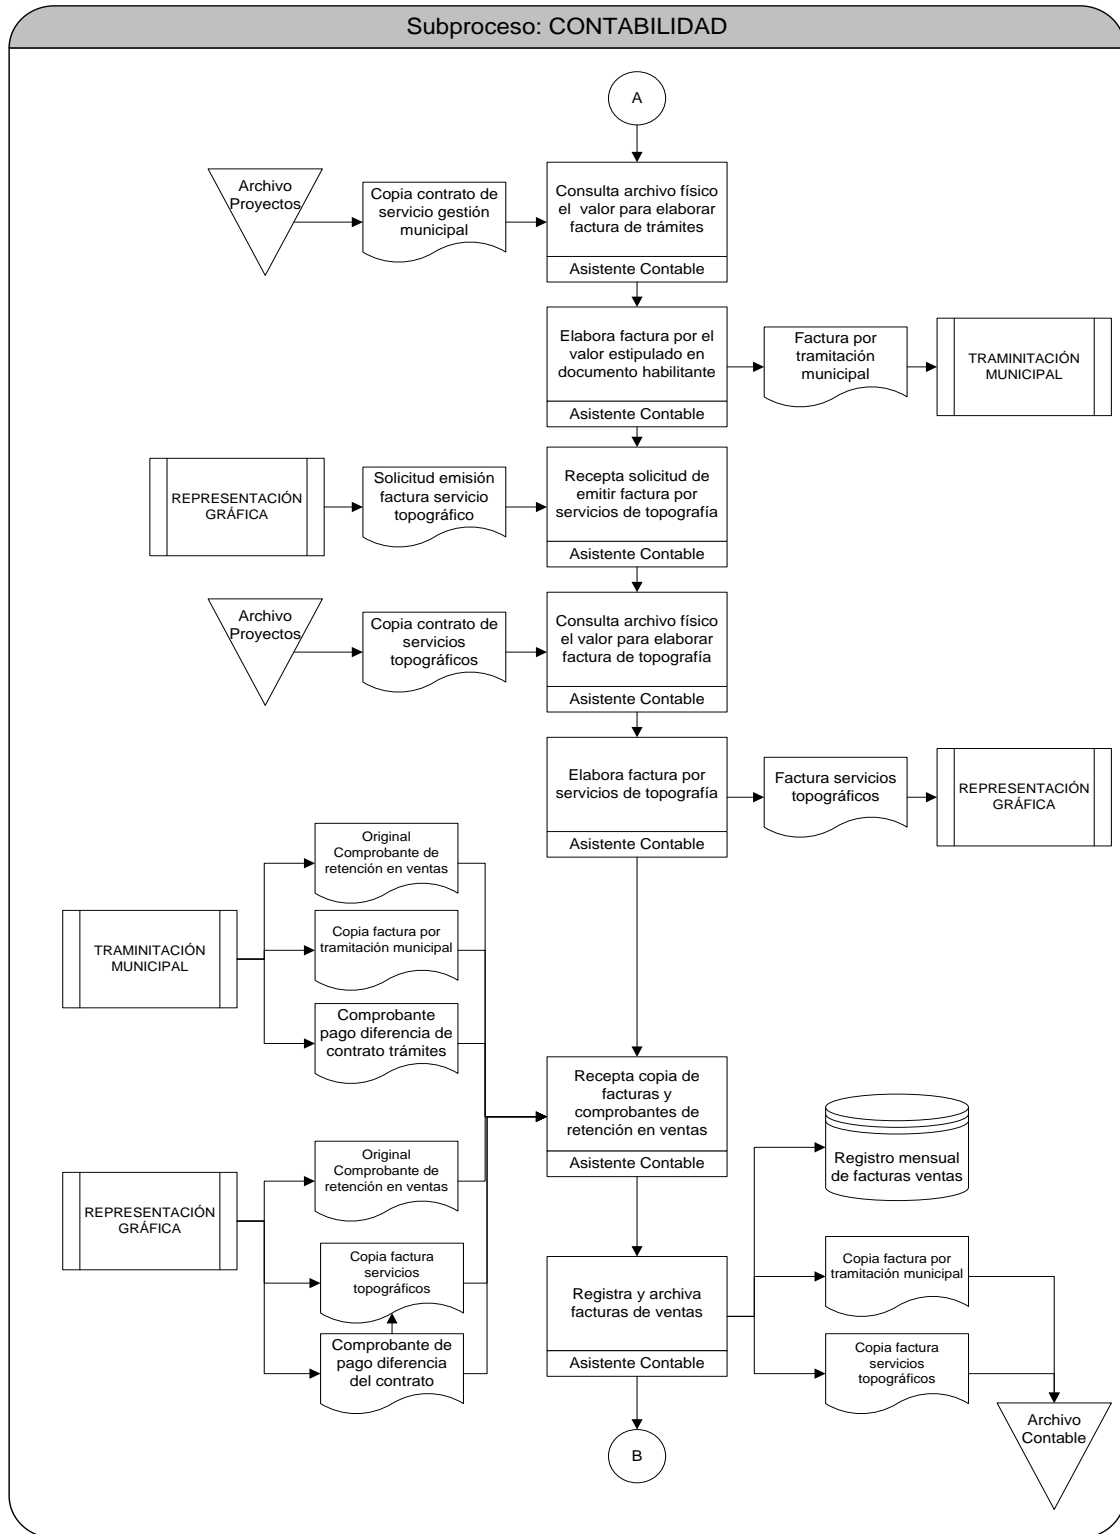 Subproceso: CONTABILIDAD
A
Archivo
Proyectos
Copia contrato de
servicio gestión
municipal
Consulta archivo físico
el valor para elaborar
factura de trámites
Asistente Contable
Elabora factura por el
valor estipulado en
documento habilitante
Asistente Contable
Factura por
tramitación
municipal
TRAMINITACIÓN
MUNICIPAL
REPRESENTACIÓN
GRÁFICA
Solicitud emisión
factura servicio
topográfico
Recepta solicitud de
emitir factura por
servicios de topografía
Asistente Contable
Archivo
Proyectos
Copia contrato de
servicios
topográficos
Consulta archivo físico
el valor para elaborar
factura de topografía
Asistente Contable
Elabora factura por
servicios de topografía
Asistente Contable
Factura servicios
topográficos
REPRESENTACIÓN
GRÁFICA
TRAMINITACIÓN
MUNICIPAL
Original
Comprobante de
retención en ventas
Copia factura por
tramitación municipal
Comprobante
pago diferencia de
contrato trámites
Recepta copia de
facturas y
comprobantes de
retención en ventas
Asistente Contable
REPRESENTACIÓN
GRÁFICA
Original
Comprobante de
retención en ventas
Copia factura
servicios
topográficos
Comprobante de
pago diferencia
del contrato
Registra y archiva
facturas de ventas
Asistente Contable
Registro mensual
de facturas ventas
Copia factura por
tramitación municipal
Copia factura
servicios
topográficos
Archivo
Contable
B